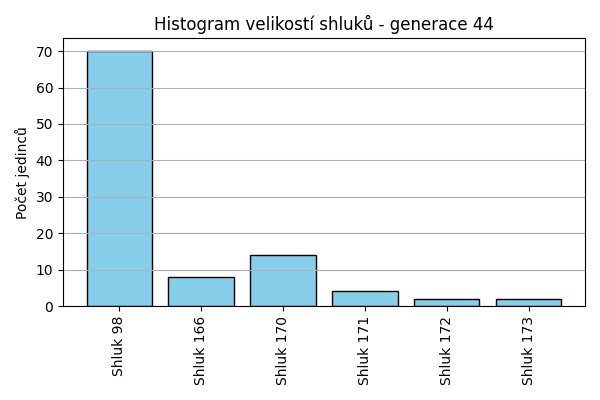 Histogram velikostí shluků - generace 44
Počet jedinců
70
60
50
40
30
20
10
0
Shluk 98
Shluk 166
Shluk 170
Shluk 171
Shluk 172
Shluk 173